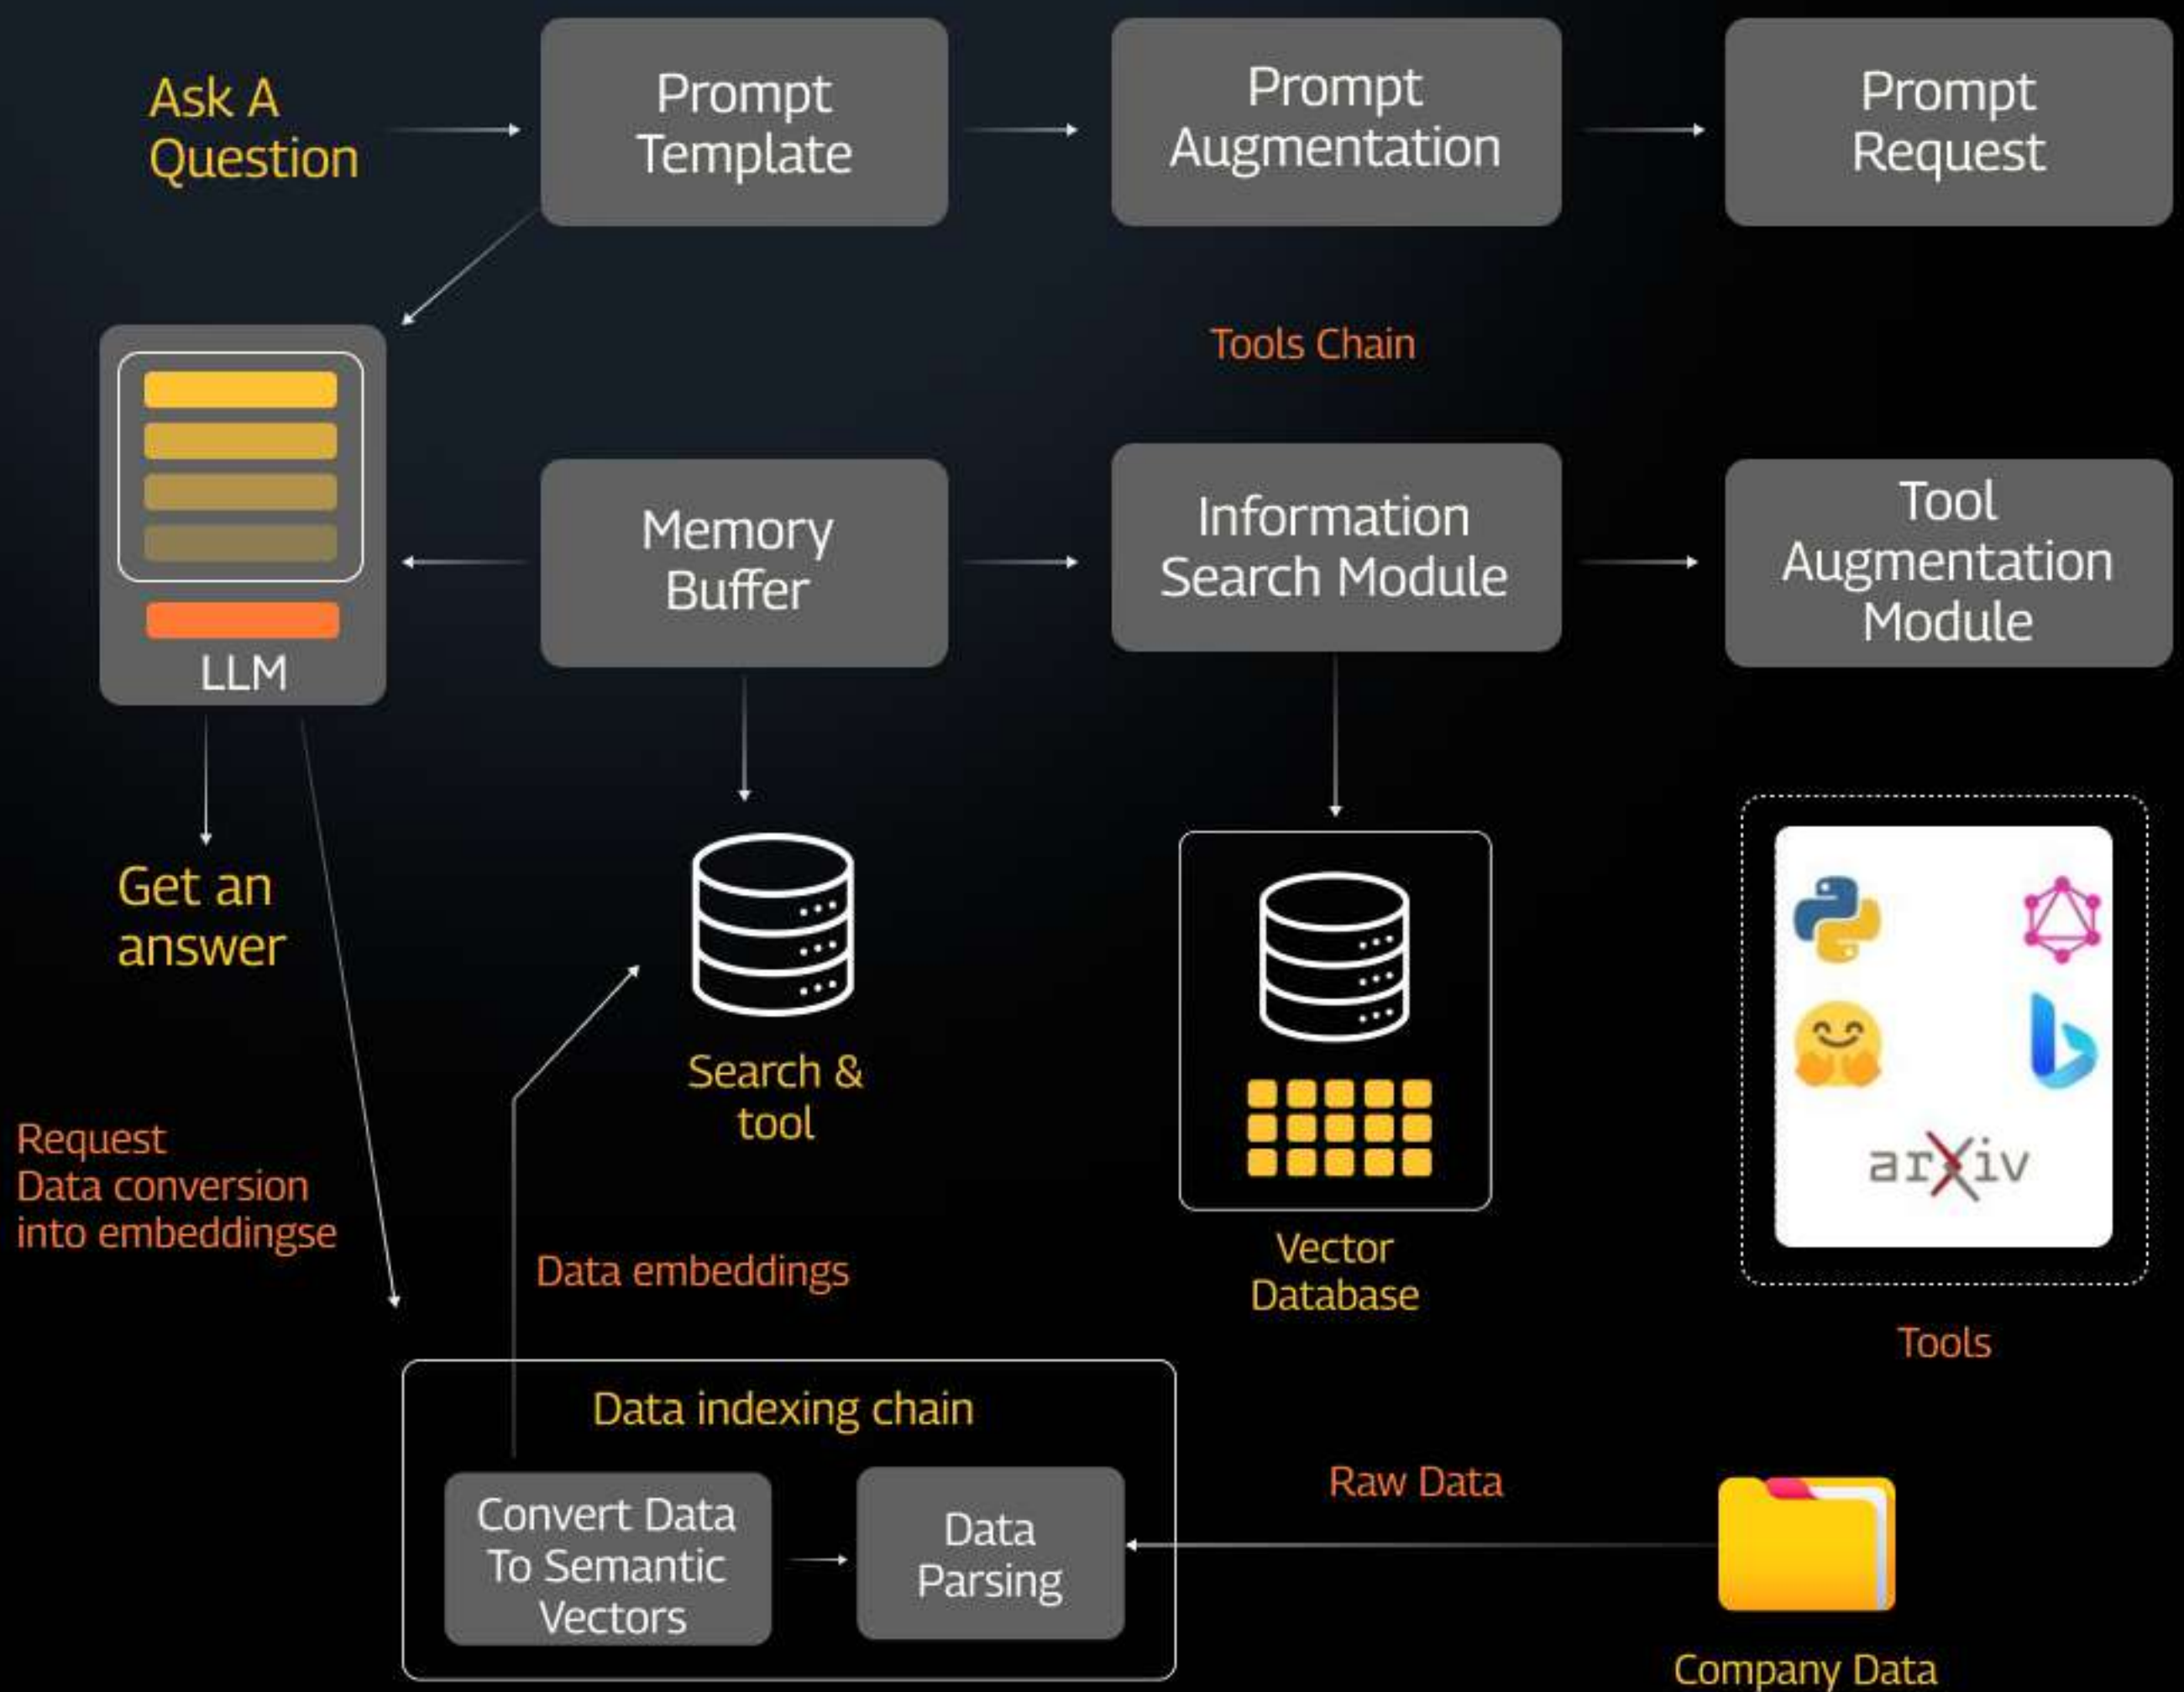 Ask A
Question
Prompt
Template
Prompt
Augmentation
Prompt
Request
Tools Chain
LLM
Memory
Buffer
Information
Search Module
Tool
Augmentation
Module
Get an
answer
Search &
tool
Vector
Database
arXiv
Tools
Request
Data conversion
into embeddingse
Data embeddings
Data indexing chain
Convert Data
To Semantic
Vectors
Data
Parsing
Raw Data
Company Data